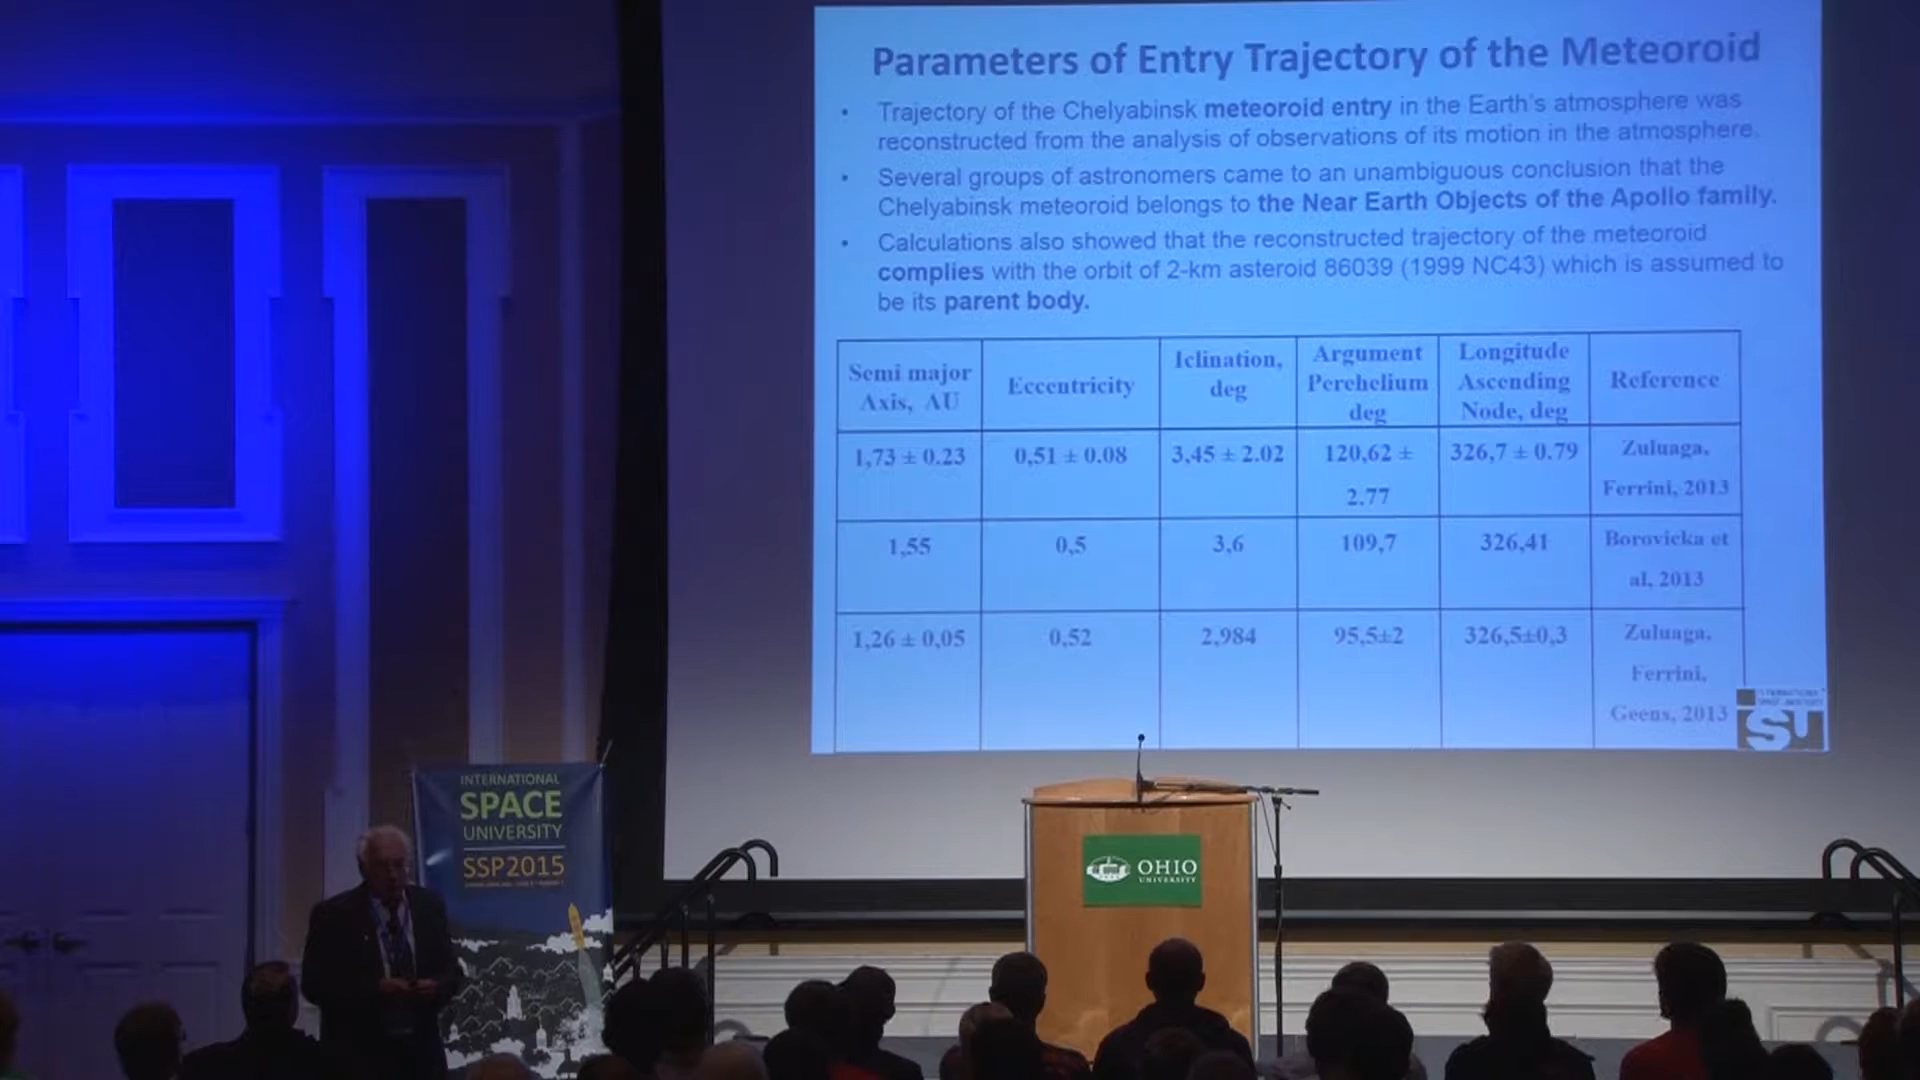 Parameters of Entry Trajectory of the Meteoroid
• Trajectory of the Chelyabinsk meteoroid entry in the Earth's atmosphere was
reconstructed from the analysis of observations of its motion in the atmosphere.
• Several groups of astronomers came to an unambiguous conclusion that the
Chelyabinsk meteoroid belongs to the Near Earth Objects of the Apollo family.
• Calculations also showed that the reconstructed trajectory of the meteoroid
complies with the orbit of 2-km asteroid 86039 (1999 NC43) which is assumed to
be its parent body.
Semi major
Axis, AU
Eccentricity
Iclination,
deg
Argument
Perehelium
deg
Longitude
Ascending
Node, deg
Reference
1,73 ± 0.23
0,51 ± 0.08
3,45 ± 2.02
120,62 ±
2.77
326,7 ± 0.79
Zuluaga,
Ferrini, 2013
1,55
0,5
3,6
109,7
326,41
Borovicka et
al, 2013
1,26 ± 0,05
0,52
2,984
95,5±2
326,5±0,3
Zuluaga,
Ferrini,
Geens, 2013
iSU
INTERNATIONAL
SPACE
UNIVERSITY
SSP2015
OHIO
UNIVERSITY